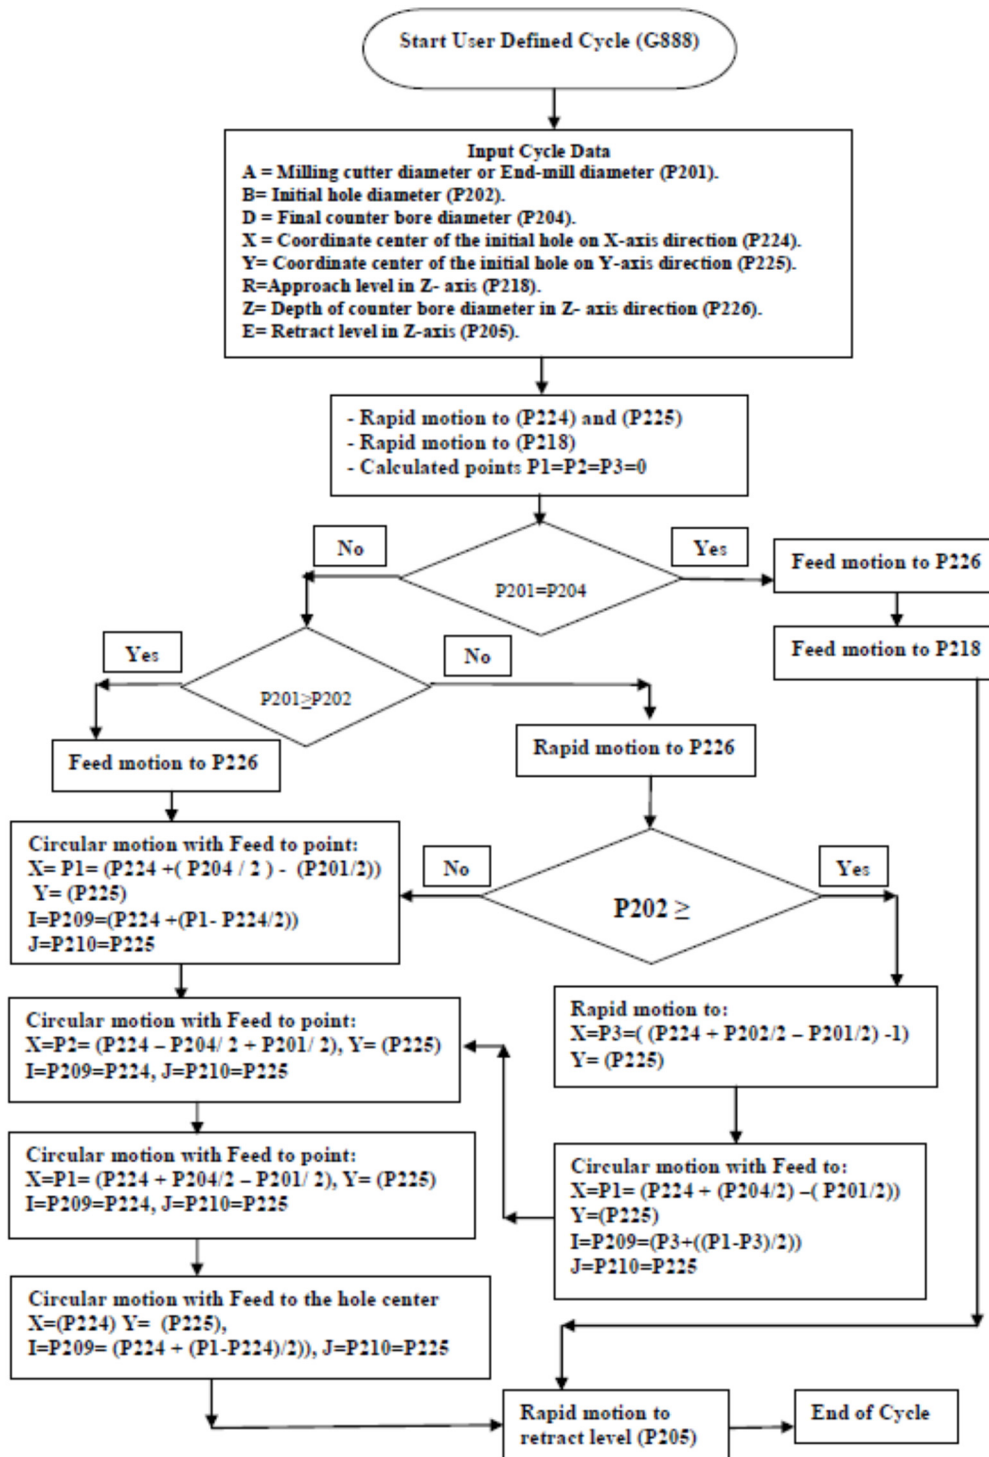 Start User Defined Cycle (G888)
Input Cycle Data
A = Milling cutter diameter or End-mill diameter (P201).
B= Initial hole diameter (P202).
D = Final counter bore diameter (P204).
X = Coordinate center of the initial hole on X-axis direction (P224).
Y= Coordinate center of the initial hole on Y-axis direction (P225).
R=Approach level in Z- axis (P218).
Z= Depth of counter bore diameter in Z- axis direction (P226).
E= Retract level in Z-axis (P205).
- Rapid motion to (P224) and (P225)
- Rapid motion to (P218)
- Calculated points P1=P2=P3=0
No
Yes
P201=P204
Feed motion to P226
Feed motion to P218
Yes
No
P201≥P202
Feed motion to P226
Rapid motion to P226
Circular motion with Feed to point:
X= P1= (P224 +( P204 / 2 ) - (P201/2))
Y= (P225)
I=P209=(P224 +(P1- P224/2))
J=P210=P225
No
Yes
P202 ≥
Rapid motion to:
X=P3=( (P224 + P202/2 – P201/2) -1)
Y= (P225)
Circular motion with Feed to point:
X=P2= (P224 – P204/ 2 + P201/ 2), Y= (P225)
I=P209=P224, J=P210=P225
Circular motion with Feed to point:
X=P1= (P224 + P204/2 – P201/ 2), Y= (P225)
I=P209=P224, J=P210=P225
Circular motion with Feed to:
X=P1= (P224 + (P204/2) –( P201/2))
Y=(P225)
I=P209=(P3+((P1-P3)/2))
J=P210=P225
Circular motion with Feed to the hole center
X=(P224) Y= (P225),
I=P209= (P224 + (P1-P224)/2)), J=P210=P225
Rapid motion to
retract level (P205)
End of Cycle